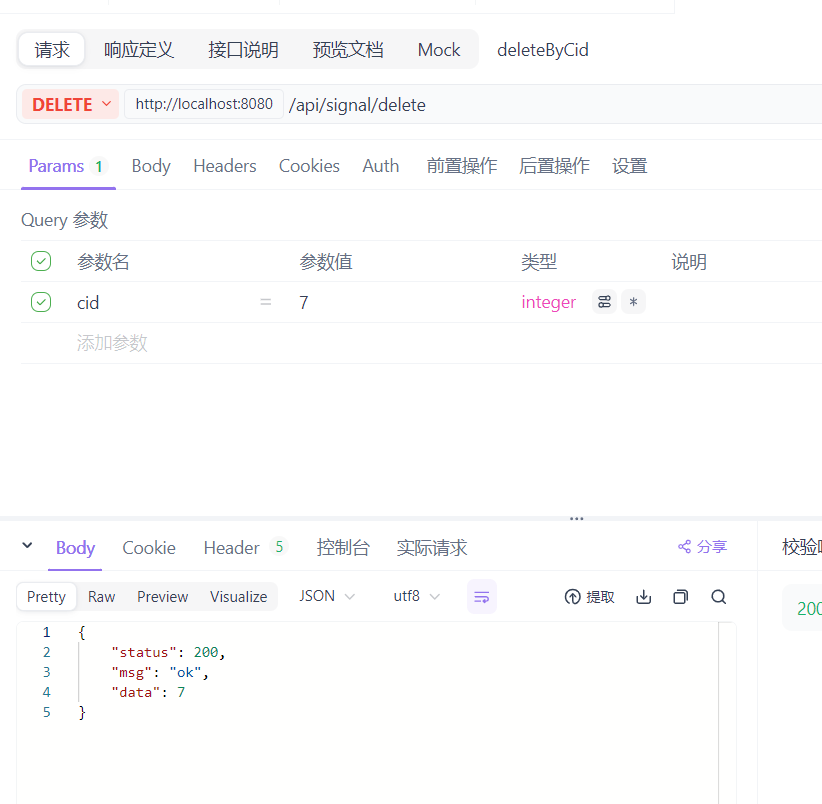 请求 响应定义 接口说明 预览文档 Mock deleteByCid
DELETE http://localhost:8080 /api/signal/delete
Params 1 Body Headers Cookies Auth 前置操作 后置操作 设置
Query 参数
参数名 参数值 类型 说明
cid = 7 integer *
添加参数
Body Cookie Header 5 控制台 实际请求 分享 校验
Pretty Raw Preview Visualize JSON utf8 提取 200
1 {
2 "status": 200,
3 "msg": "ok",
4 "data": 7
5 }